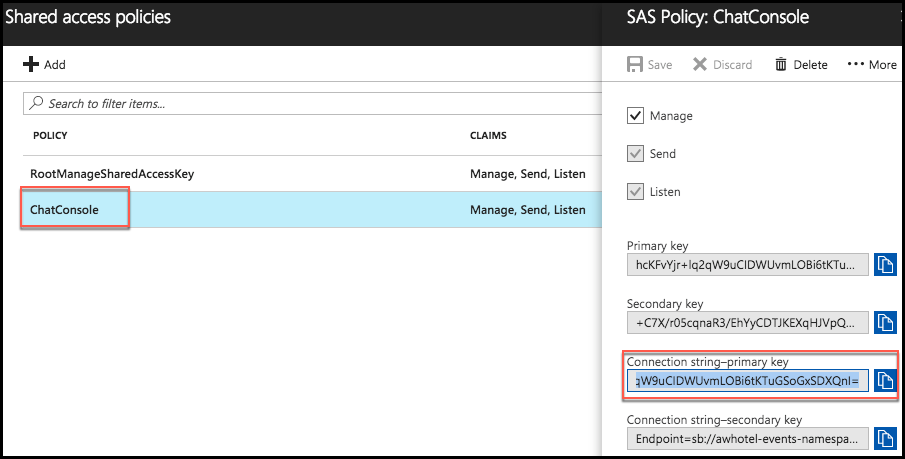 Shared access policies
Add
Search to filter items...
POLICY CLAIMS
RootManageSharedAccessKey Manage, Send, Listen
ChatConsole Manage, Send, Listen
SAS Policy: ChatConsole
Save Discard Delete More
Manage
Send
Listen
Primary key
hcKFvYjr+lq2qW9uCIDWUvmLOBi6tKTu...
Secondary key
+C7X/r05cqnaR3/EhYyCDTJKEXqHJVpQ...
Connection string–primary key
qW9uCIDWUvmLOBi6tKTuGSoGxSDXQnI=
Connection string–secondary key
Endpoint=sb://awhotel-events-namespa...